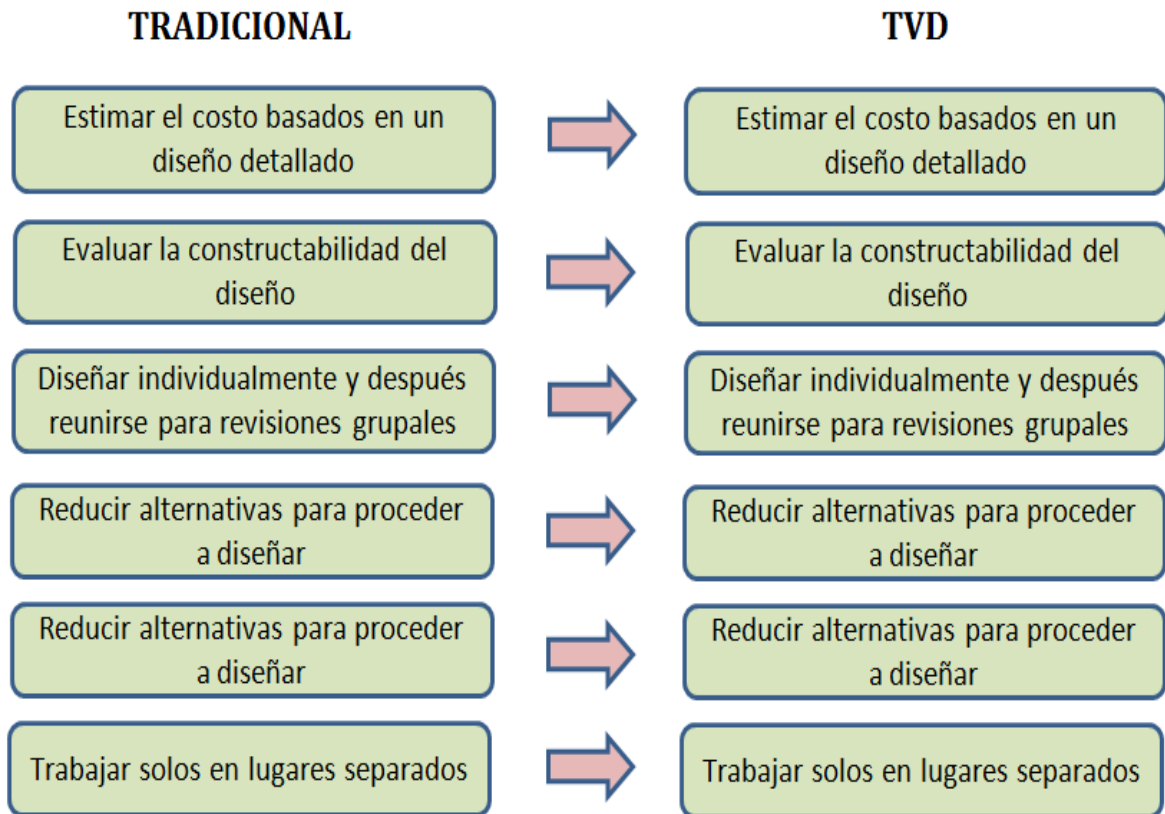 TRADICIONAL
TVD
Estimar el costo basados en un
diseño detallado
Estimar el costo basados en un
diseño detallado
Evaluar la constructabilidad del
diseño
Evaluar la constructabilidad del
diseño
Diseñar individualmente y después
reunirse para revisiones grupales
Diseñar individualmente y después
reunirse para revisiones grupales
Reducir alternativas para proceder
a diseñar
Reducir alternativas para proceder
a diseñar
Reducir alternativas para proceder
a diseñar
Reducir alternativas para proceder
a diseñar
Trabajar solos en lugares separados
Trabajar solos en lugares separados